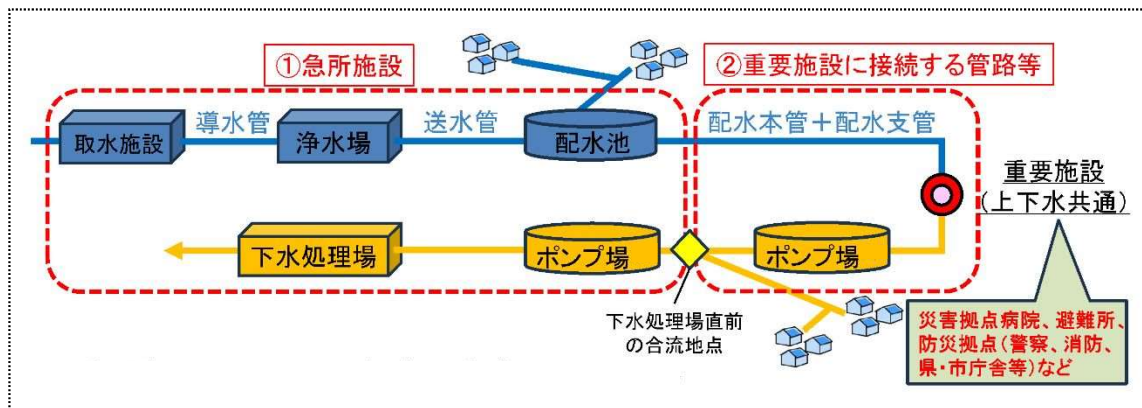 ①急所施設
②重要施設に接続する管路等
導水管
送水管
配水本管＋配水支管
取水施設
浄水場
配水池
重要施設
(上下水共通)
下水処理場
ポンプ場
ポンプ場
下水処理場直前
の合流地点
災害拠点病院、避難所、
防災拠点(警察、消防、
県・市庁舎等)など